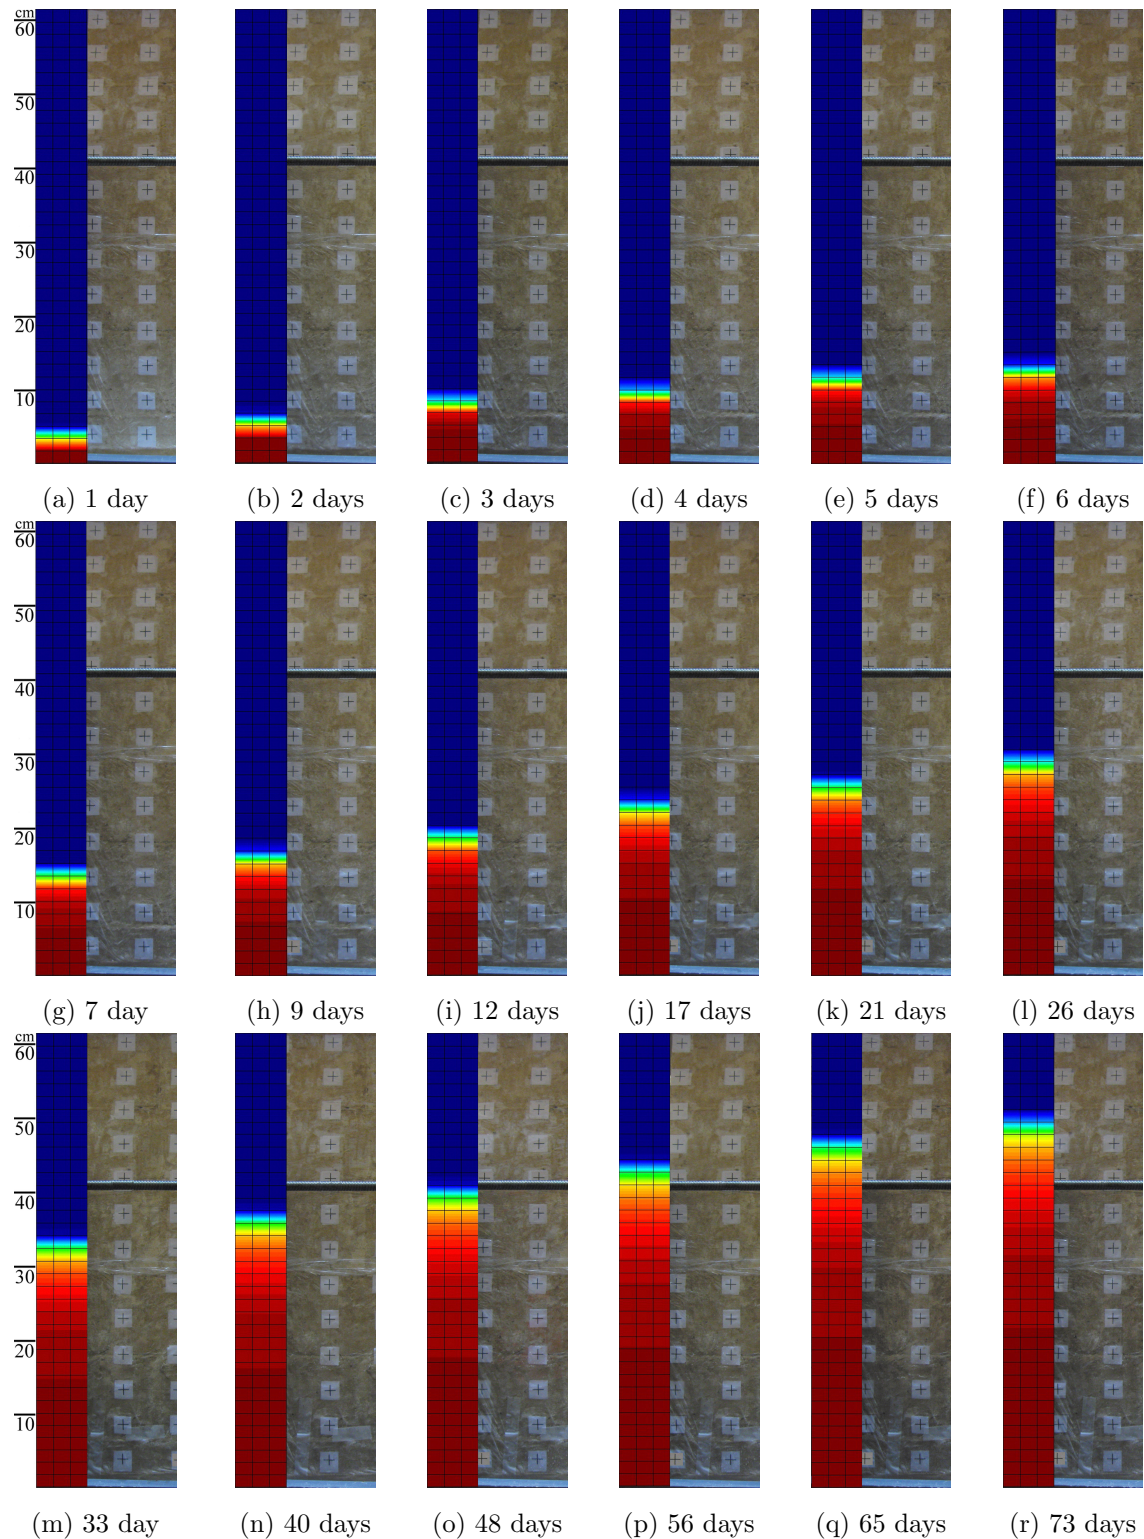 cm
60
50
40
30
20
10
(a) 1 day
(b) 2 days
(c) 3 days
(d) 4 days
(e) 5 days
(f) 6 days
cm
60
50
40
30
20
10
(g) 7 day
(h) 9 days
(i) 12 days
(j) 17 days
(k) 21 days
(l) 26 days
cm
60
50
40
30
20
10
(m) 33 day
(n) 40 days
(o) 48 days
(p) 56 days
(q) 65 days
(r) 73 days